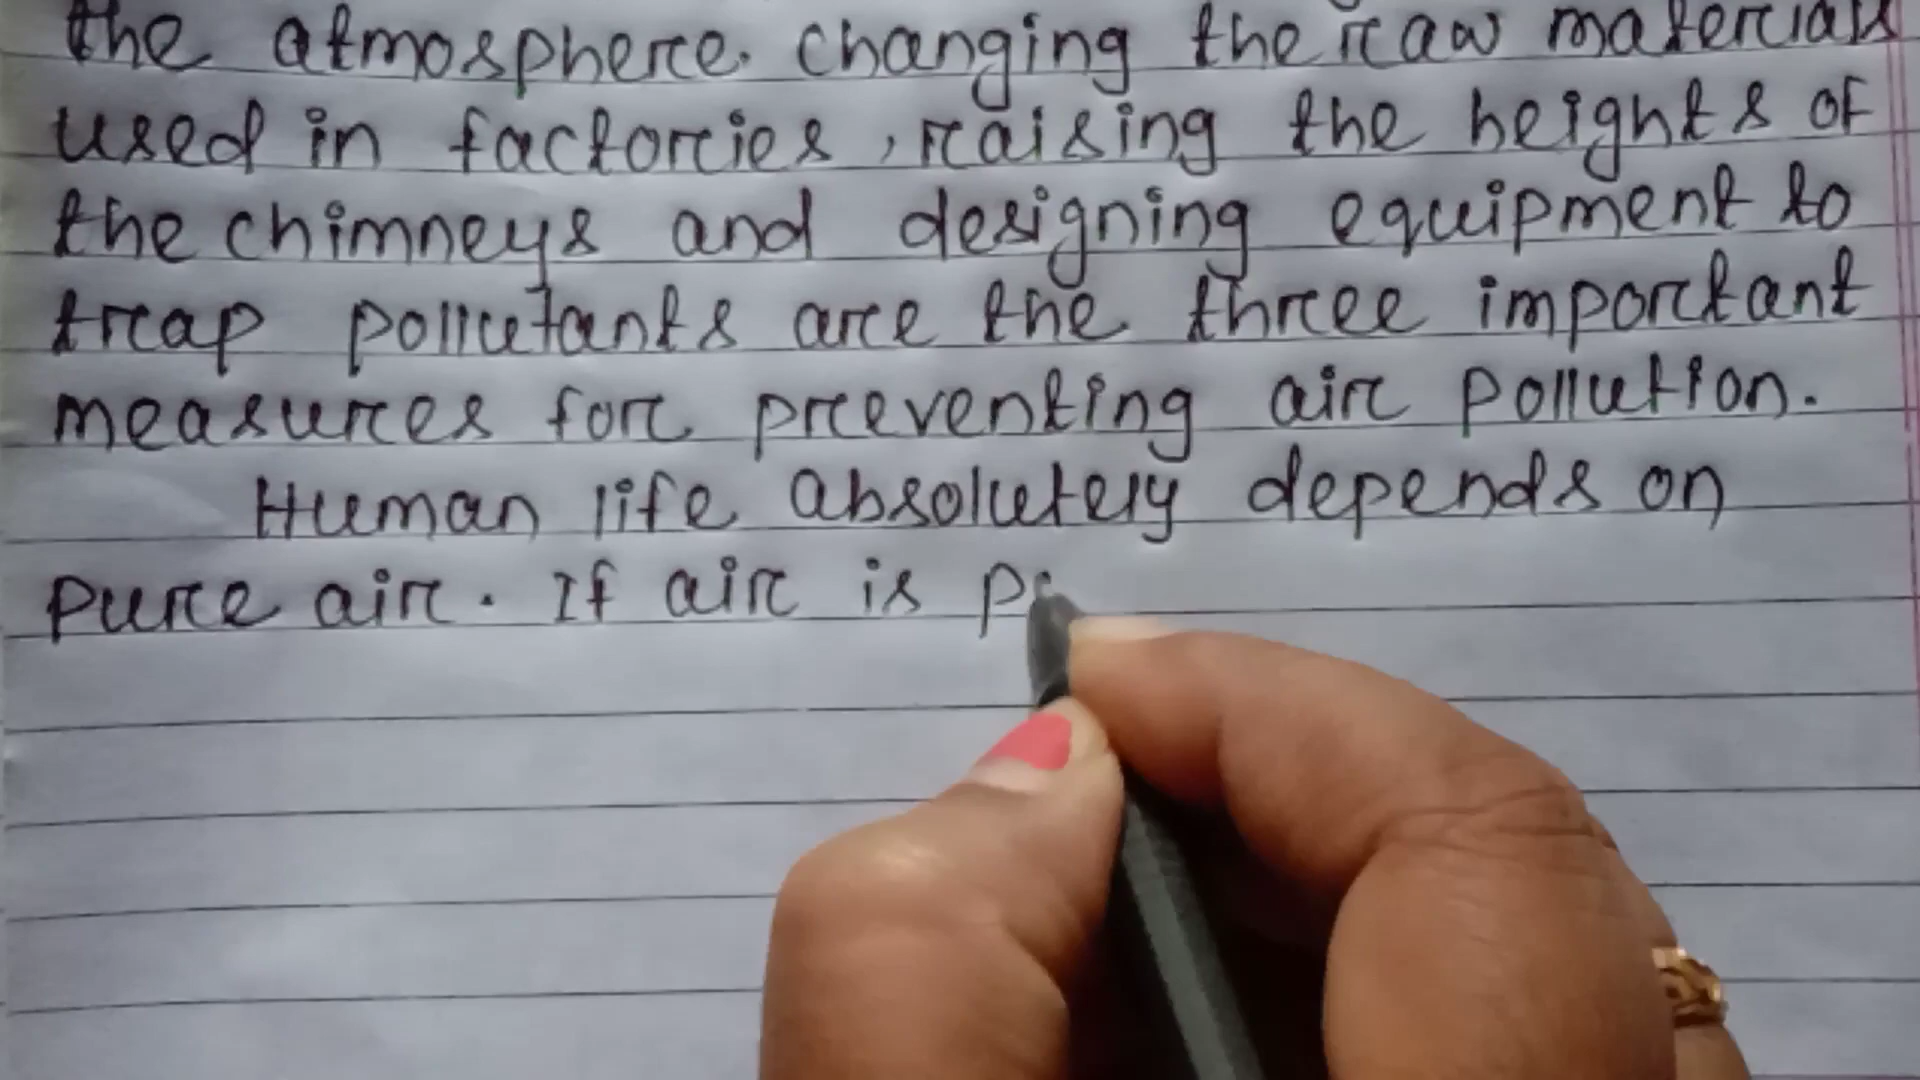 the atmosphere. changing the raw materials
used in factories, raising the heights of
the chimneys and designing equipment to
trap pollutants are the three important
measures for preventing air pollution.
Human life absolutely depends on
pure air. If air is